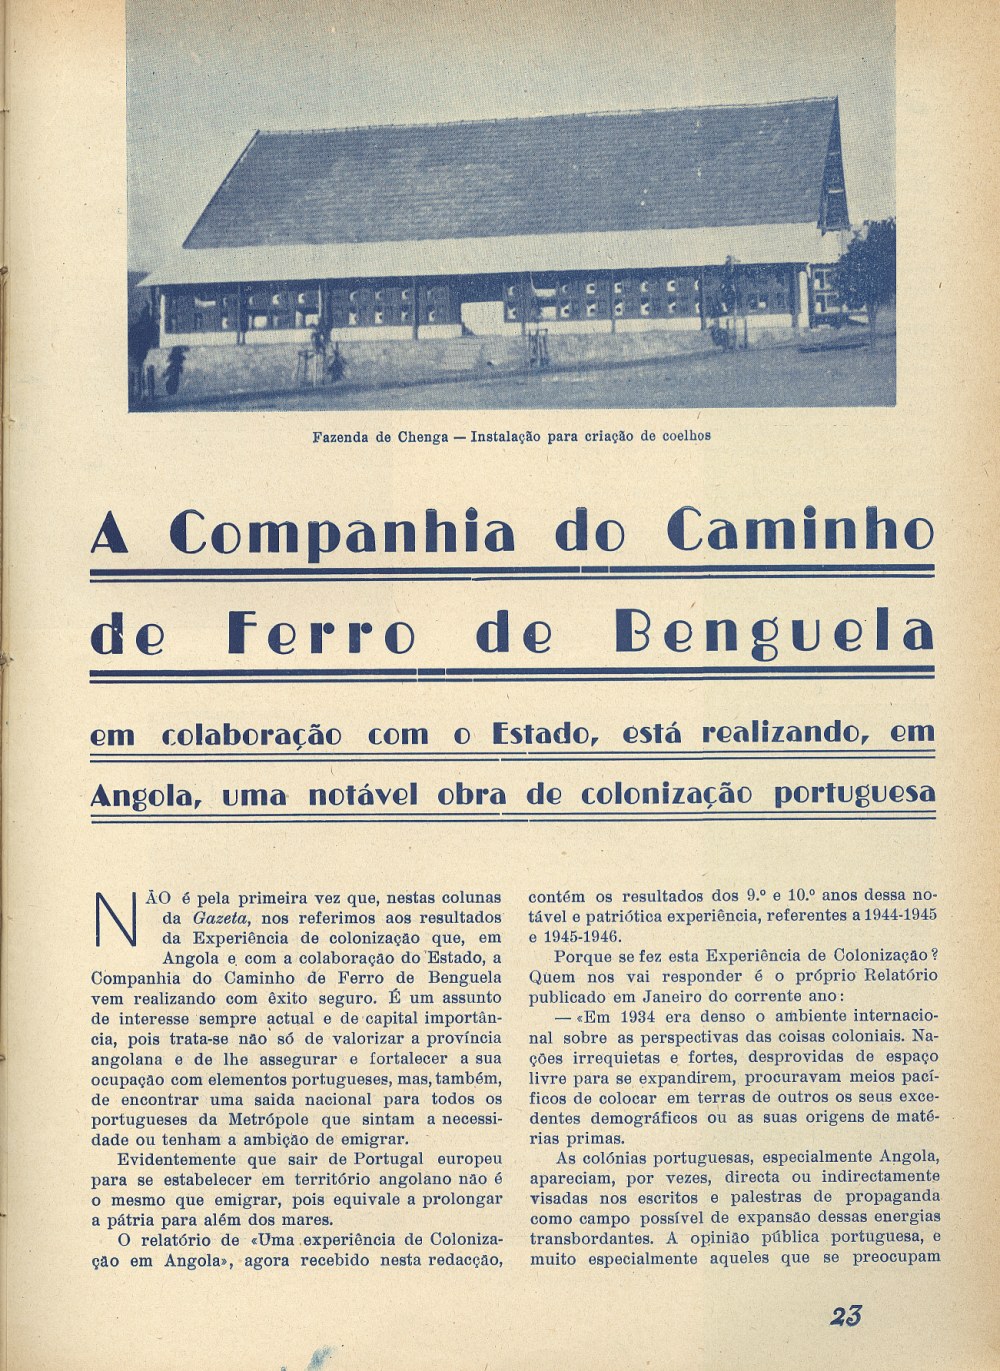 Fazenda de Chenga — Instalação para criação de coelhos
A Companhia do Caminho
de Ferro de Benguela
em colaboração com o Estado, está realizando, em
Angola, uma notável obra de colonização portuguesa
NÃO é pela primeira vez que, nestas colunas
da Gazeta, nos referimos aos resultados
da Experiência de colonização que, em
Angola e com a colaboração do Estado, a
Companhia do Caminho de Ferro de Benguela
vem realizando com êxito seguro. É um assunto
de interesse sempre actual e de capital importân-
cia, pois trata-se não só de valorizar a província
angolana e de lhe assegurar e fortalecer a sua
ocupação com elementos portugueses, mas, também,
de encontrar uma saida nacional para todos os
portugueses da Metrópole que sintam a necessi-
dade ou tenham a ambição de emigrar.
Evidentemente que sair de Portugal europeu
para se estabelecer em território angolano não é
o mesmo que emigrar, pois equivale a prolongar
a pátria para além dos mares.
O relatório de «Uma experiência de Coloniza-
ção em Angola», agora recebido nesta redacção,
contém os resultados dos 9.º e 10.º anos dessa no-
tável e patriótica experiência, referentes a 1944-1945
e 1945-1946.
Porque se fez esta Experiência de Colonização?
Quem nos vai responder é o próprio Relatório
publicado em Janeiro do corrente ano:
— «Em 1934 era denso o ambiente internacio-
nal sobre as perspectivas das coisas coloniais. Na-
ções irrequietas e fortes, desprovidas de espaço
livre para se expandirem, procuravam meios pací-
ficos de colocar em terras de outros os seus exce-
dentes demográficos ou as suas origens de maté-
rias primas.
As colónias portuguesas, especialmente Angola,
apareciam, por vezes, directa ou indirectamente
visadas nos escritos e palestras de propaganda
como campo possível de expansão dessas energias
transbordantes. A opinião pública portuguesa, e
muito especialmente aqueles que se preocupam
23